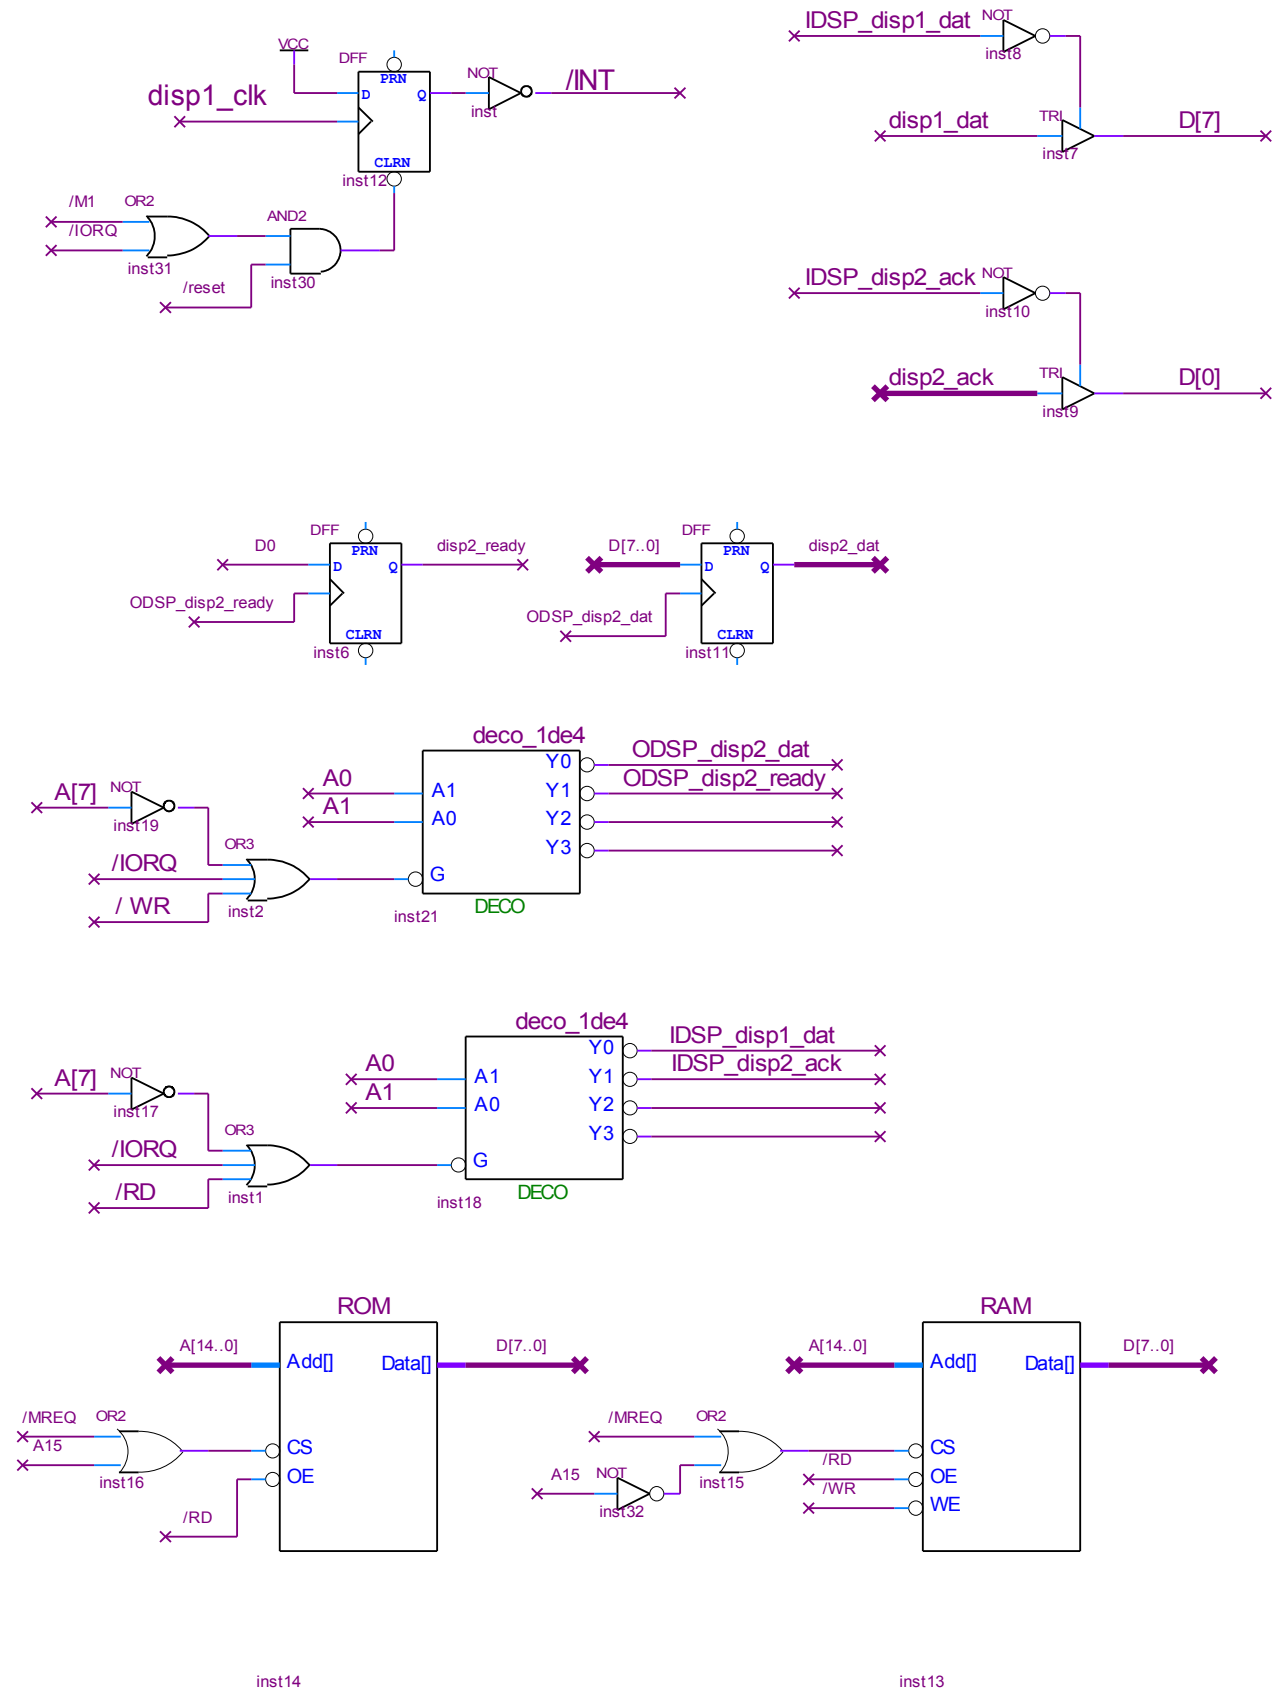 VCC
DFF
PRN
D
Q
CLRN
inst12
disp1_clk
NOT
inst
/INT
/M1
/IORQ
OR2
inst31
AND2
inst30
/reset
IDSP_disp1_dat
NOT
inst8
disp1_dat
TRI
inst7
D[7]
IDSP_disp2_ack
NOT
inst10
disp2_ack
TRI
inst9
D[0]
D0
DFF
PRN
D
Q
CLRN
inst6
disp2_ready
ODSP_disp2_ready
D[7..0]
DFF
PRN
D
Q
CLRN
inst11
disp2_dat
ODSP_disp2_dat
deco_1de4
A[7]
NOT
inst19
/IORQ
/ WR
OR3
inst2
A0
A1
A1
A0
G
Y0
Y1
Y2
Y3
inst21
DECO
ODSP_disp2_dat
ODSP_disp2_ready
deco_1de4
A[7]
NOT
inst17
/IORQ
/RD
OR3
inst1
A0
A1
A1
A0
G
Y0
Y1
Y2
Y3
inst18
DECO
IDSP_disp1_dat
IDSP_disp2_ack
ROM
A[14..0]
Add[]
Data[]
D[7..0]
/MREQ
A15
OR2
inst16
CS
OE
/RD
inst14
RAM
A[14..0]
Add[]
Data[]
D[7..0]
/MREQ
A15
NOT
inst32
OR2
inst15
/RD
/WR
CS
OE
WE
inst13